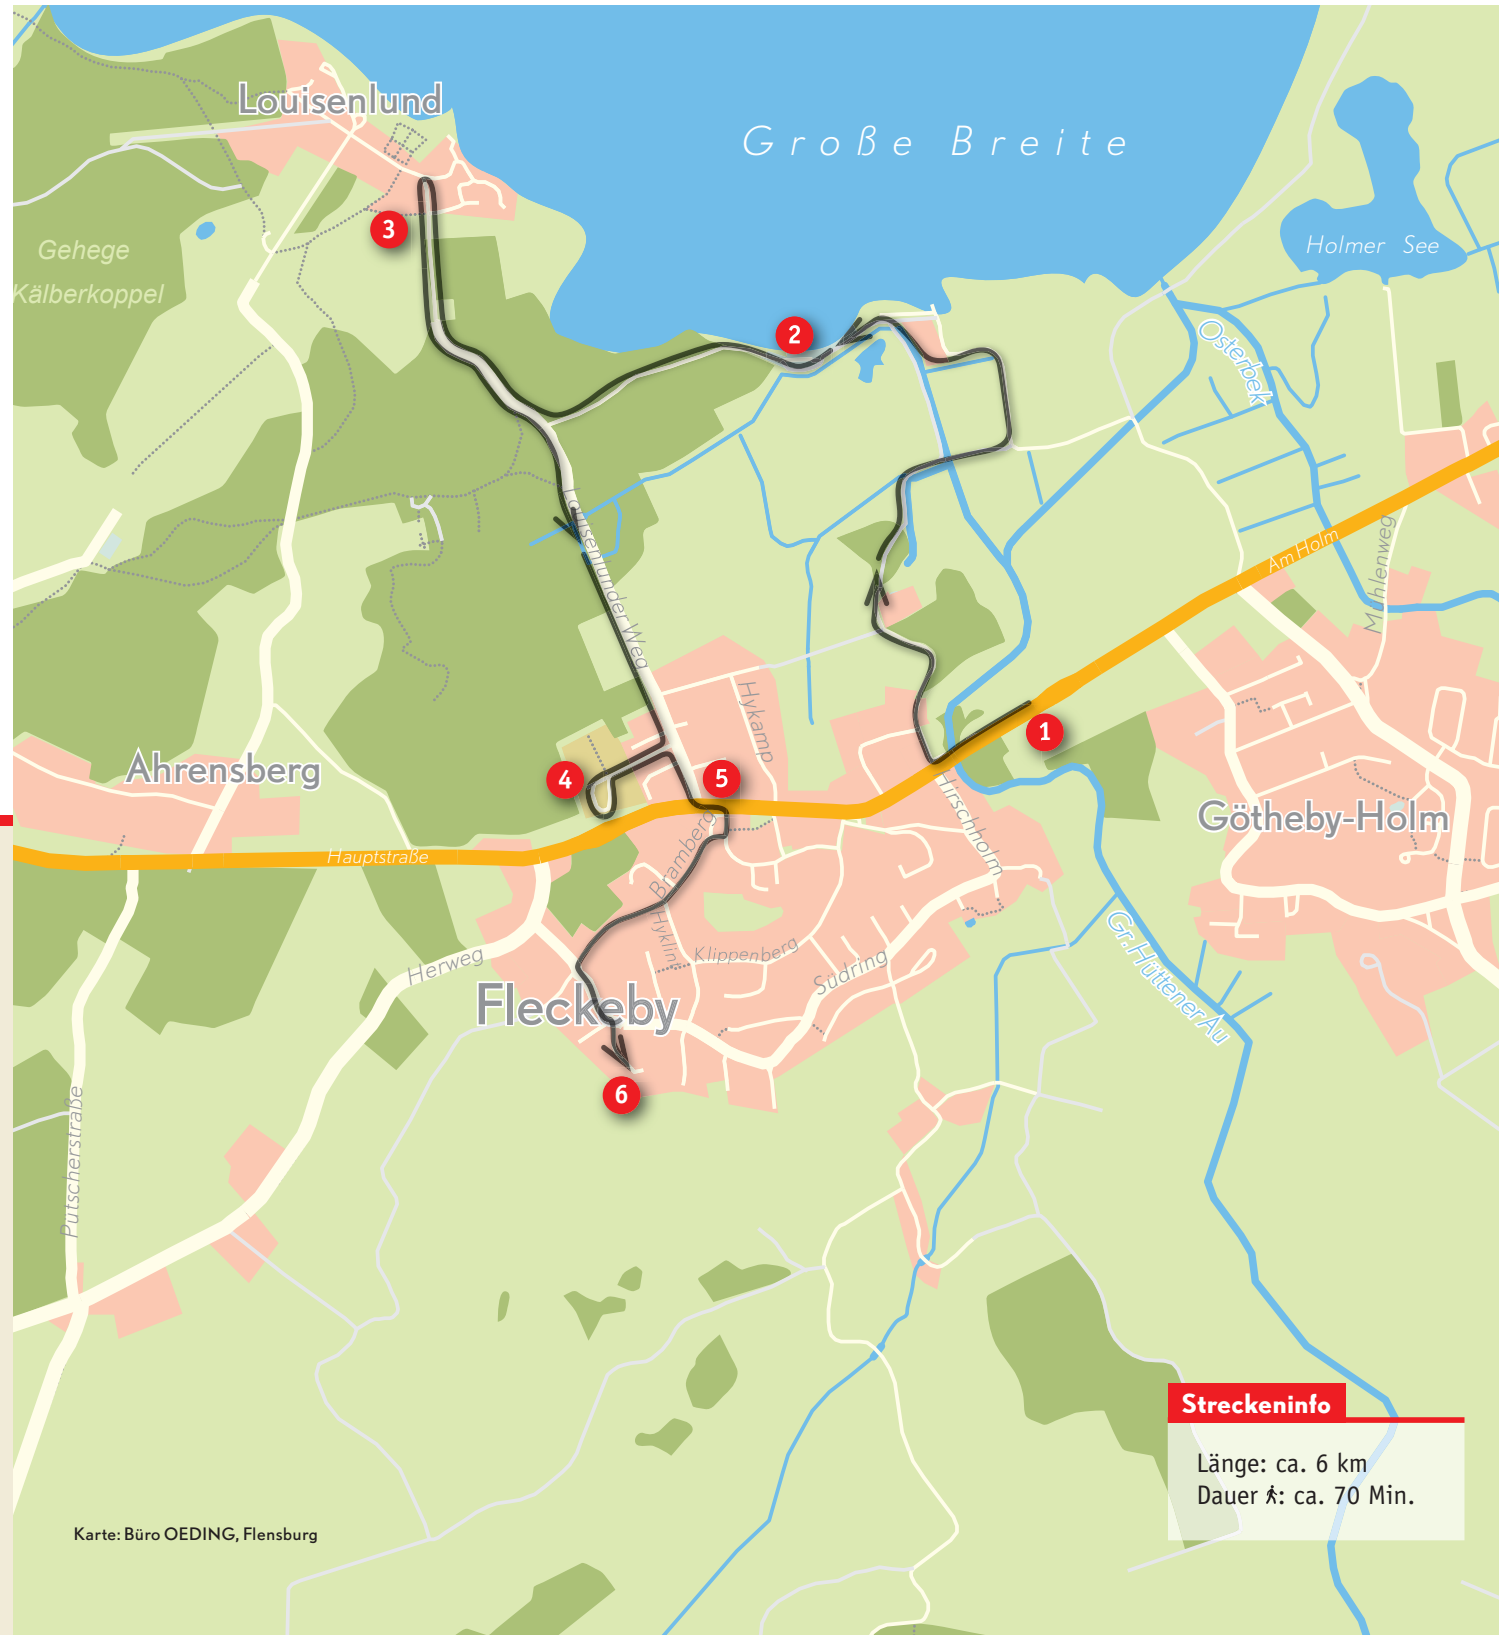 Louisenlund
Große Breite
Holmer See
Gehege
Kälberkoppel
3
2
Osterbek
Louisenlunder Weg
Am Holm
Mühlenweg
Hykamp
1
Ahrensberg
4
5
Hirschholm
Götheby-Holm
Hauptstraße
Bramberg
Hyklint
Klippenberg
Südring
Herweg
Gr. Hüttener Au
Fleckeby
6
Putscherstraße
Streckeninfo
Länge: ca. 6 km
Dauer : ca. 70 Min.
Karte: Büro OEDING, Flensburg